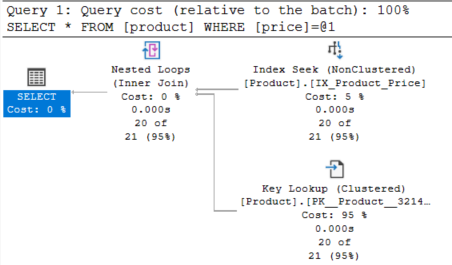 Query 1: Query cost (relative to the batch): 100%
SELECT * FROM [product] WHERE [price]=@1
SELECT
Cost: 0 %
Nested Loops
(Inner Join)
Cost: 0 %
0.000s
20 of
21 (95%)
Index Seek (NonClustered)
[Product].[IX_Product_Price]
Cost: 5 %
0.000s
20 of
21 (95%)
Key Lookup (Clustered)
[Product].[PK__Product__3214…
Cost: 95 %
0.000s
20 of
21 (95%)